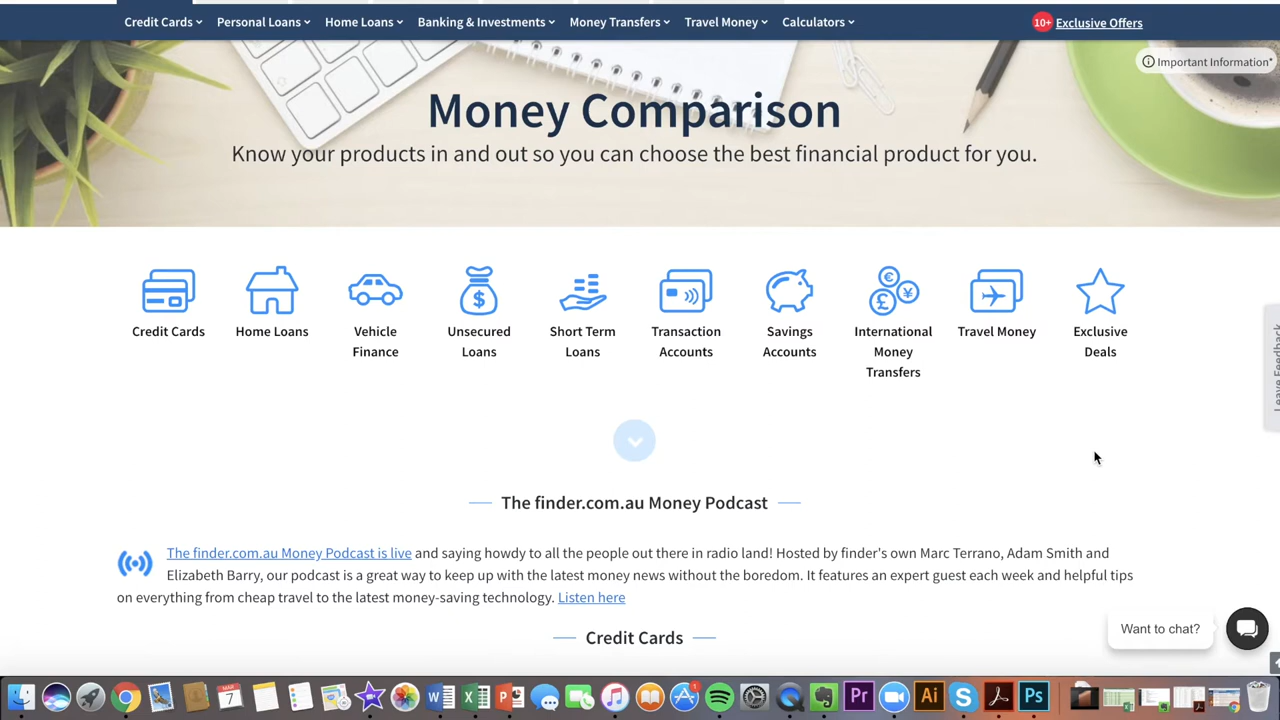 Credit Cards Personal Loans Home Loans Banking & Investments Money Transfers Travel Money Calculators 10+ Exclusive Offers
Important Information*
Money Comparison
Know your products in and out so you can choose the best financial product for you.
Credit Cards Home Loans Vehicle Unsecured Short Term Transaction Savings International Travel Money Exclusive
Finance Loans Loans Accounts Accounts Money Deals
Transfers
Leave Feedback
The finder.com.au Money Podcast
The finder.com.au Money Podcast is live and saying howdy to all the people out there in radio land! Hosted by finder's own Marc Terrano, Adam Smith and
Elizabeth Barry, our podcast is a great way to keep up with the latest money news without the boredom. It features an expert guest each week and helpful tips
on everything from cheap travel to the latest money-saving technology. Listen here
Want to chat?
Credit Cards
MAR
7
1
Pr Ai Ps